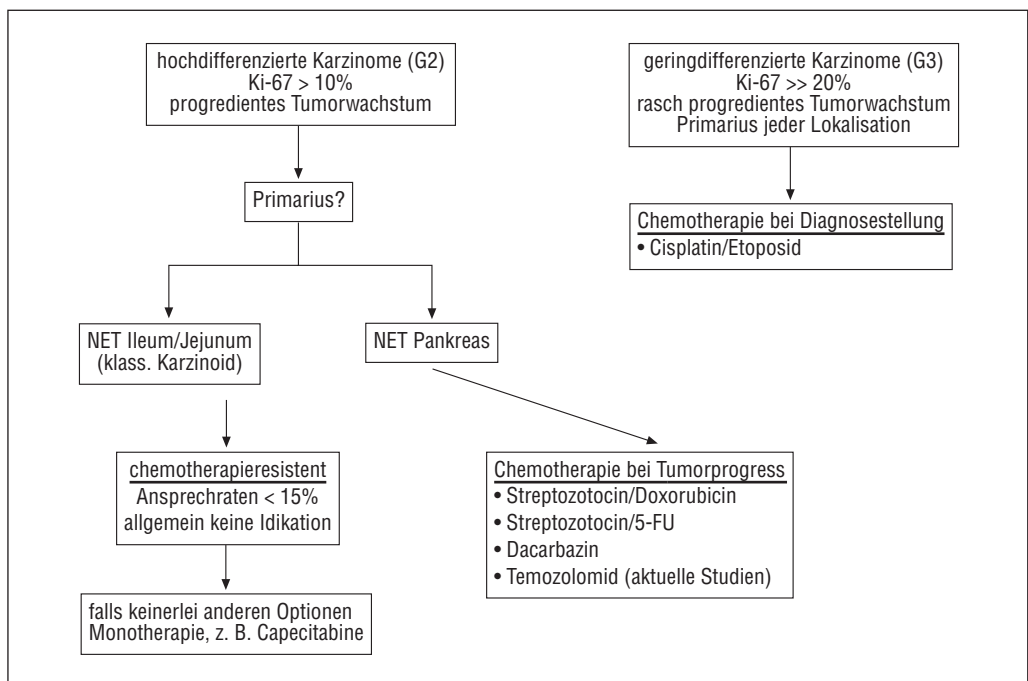 hochdifferenzierte Karzinome (G2)
Ki-67 > 10%
progredientes Tumorwachstum
geringdifferenzierte Karzinome (G3)
Ki-67 >> 20%
rasch progredientes Tumorwachstum
Primarius jeder Lokalisation
Primarius?
Chemotherapie bei Diagnosestellung
• Cisplatin/Etoposid
NET Ileum/Jejunum
(klass. Karzinoid)
NET Pankreas
chemotherapieresistent
Ansprechraten < 15%
allgemein keine Idikation
Chemotherapie bei Tumorprogress
• Streptozotocin/Doxorubicin
• Streptozotocin/5-FU
• Dacarbazin
• Temozolomid (aktuelle Studien)
falls keinerlei anderen Optionen
Monotherapie, z. B. Capecitabine